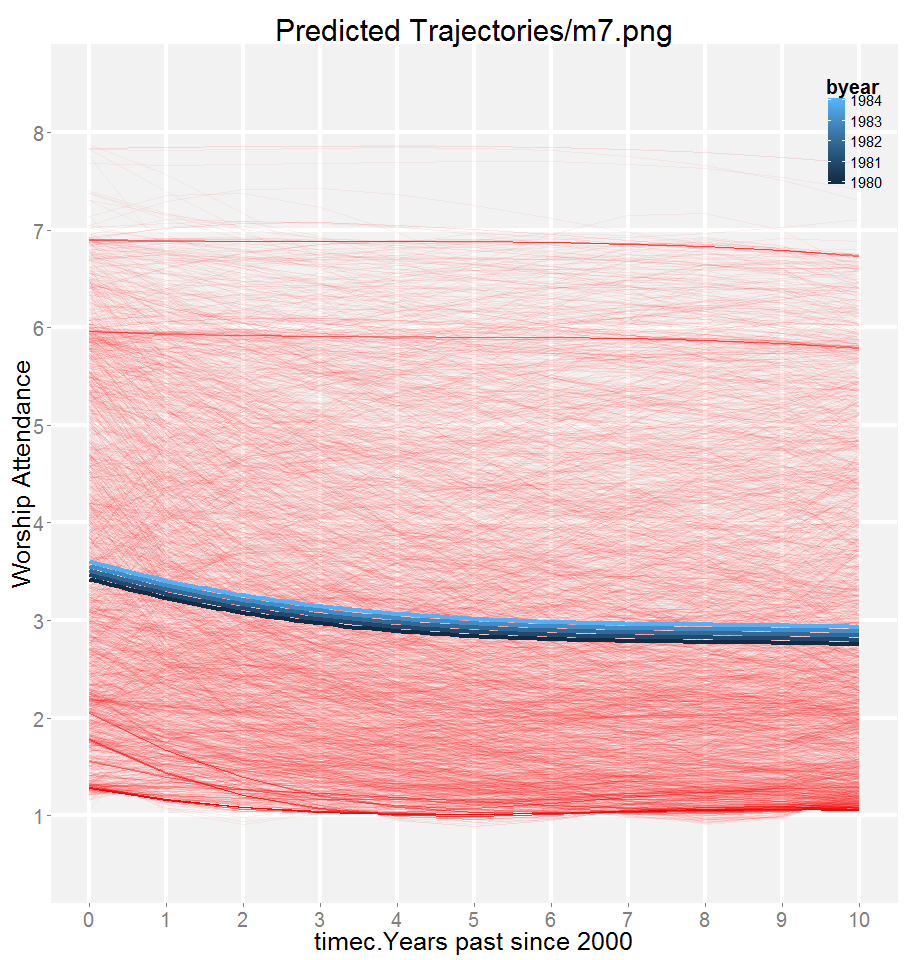 Predicted Trajectories/m7.png
byear
1984
1983
1982
1981
1980
Worship Attendance
8
7
6
5
4
3
2
1
0 1 2 3 4 5 6 7 8 9 10
timec.Years past since 2000